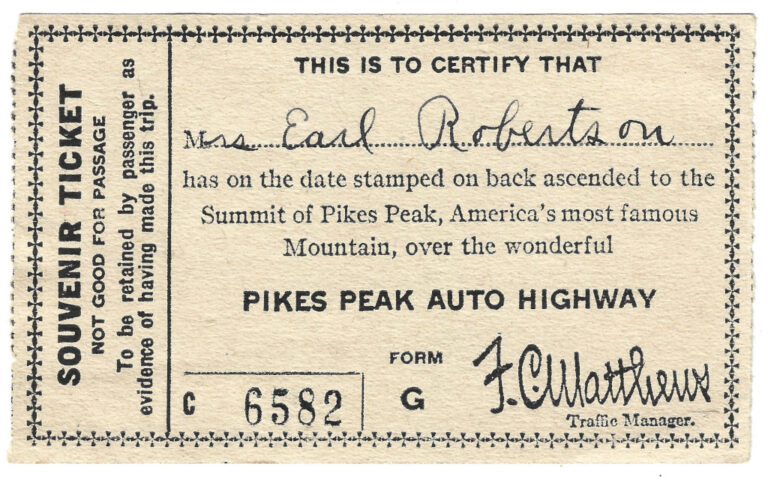 SOUVENIR TICKET
NOT GOOD FOR PASSAGE
To be retained by passenger as
evidence of having made this trip.
THIS IS TO CERTIFY THAT
Mrs Earl Robertson
has on the date stamped on back ascended to the
Summit of Pikes Peak, America's most famous
Mountain, over the wonderful
PIKES PEAK AUTO HIGHWAY
C 6582
FORM
G
F. C. Matthews
Traffic Manager.